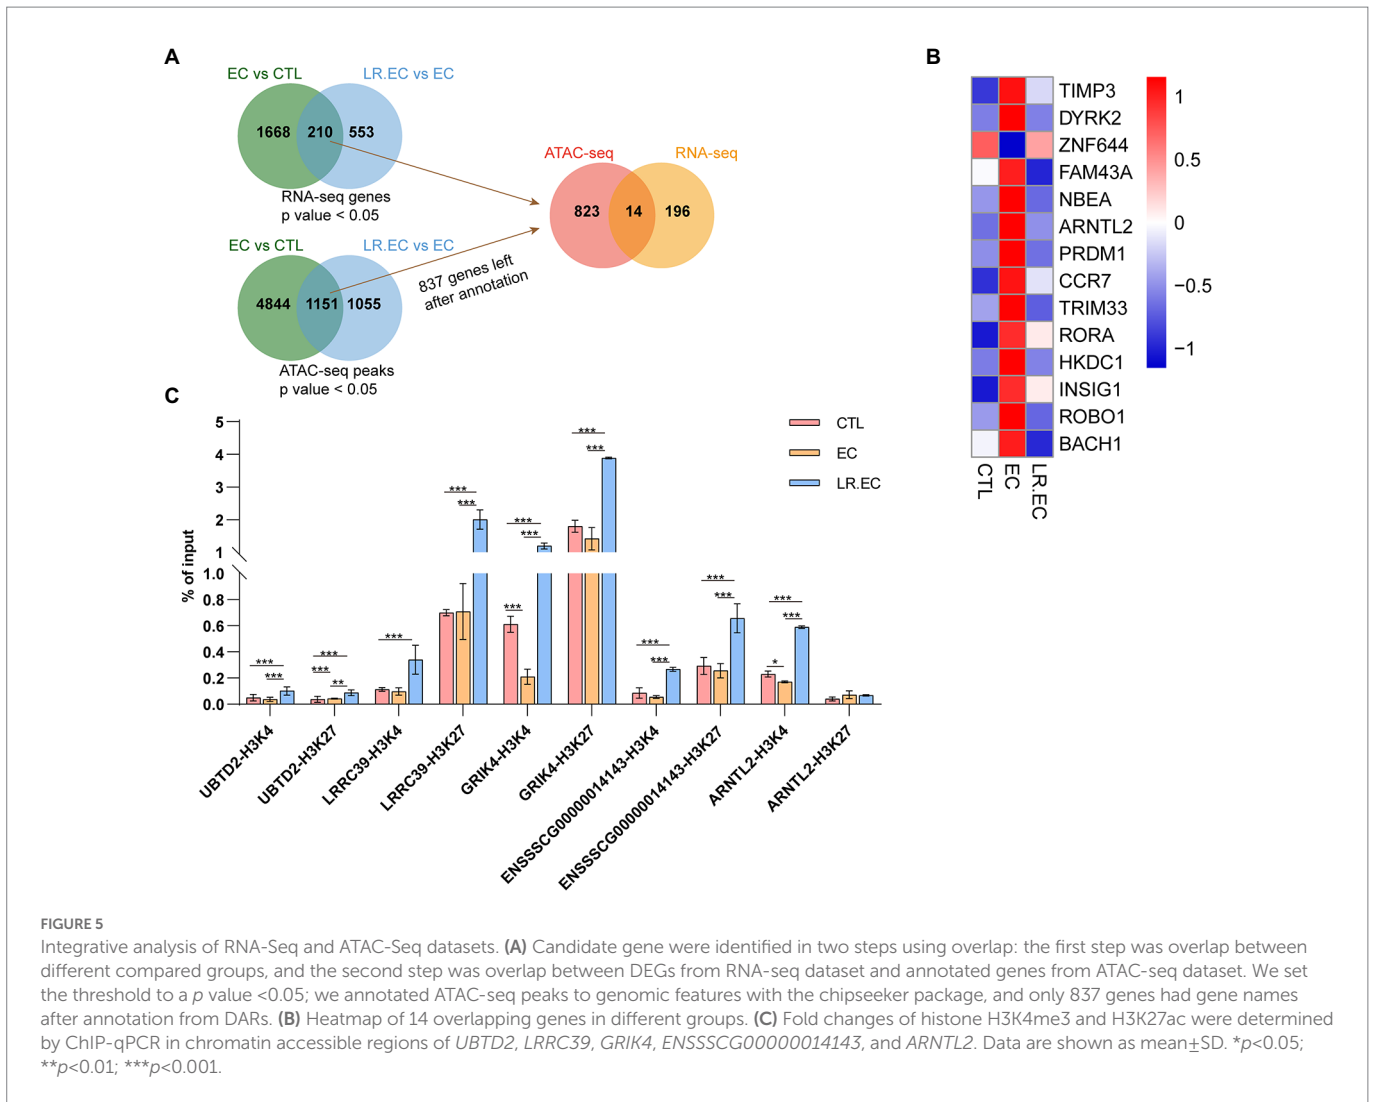 A
EC vs CTL
LR.EC vs EC
1668
210
553
RNA-seq genes
p value < 0.05
EC vs CTL
LR.EC vs EC
4844
1151
1055
ATAC-seq peaks
p value < 0.05
837 genes left
after annotation
ATAC-seq
RNA-seq
823
14
196
B
TIMP3
DYRK2
ZNF644
FAM43A
NBEA
ARNTL2
PRDM1
CCR7
TRIM33
RORA
HKDC1
INSIG1
ROBO1
BACH1
CTL
EC
LR.EC
1
0.5
0
−0.5
−1
C
% of input
5
4
3
2
1
1.0
0.8
0.6
0.4
0.2
0.0
CTL
EC
LR.EC
***
***
***
***
**
***
***
***
***
***
***
***
***
***
***
***
***
***
***
*
UBTD2-H3K4
UBTD2-H3K27
LRRC39-H3K4
LRRC39-H3K27
GRIK4-H3K4
GRIK4-H3K27
ENSSSCG00000014143-H3K4
ENSSSCG00000014143-H3K27
ARNTL2-H3K4
ARNTL2-H3K27
FIGURE 5
Integrative analysis of RNA-Seq and ATAC-Seq datasets. (A) Candidate gene were identified in two steps using overlap: the first step was overlap between
different compared groups, and the second step was overlap between DEGs from RNA-seq dataset and annotated genes from ATAC-seq dataset. We set
the threshold to a p value <0.05; we annotated ATAC-seq peaks to genomic features with the chipseeker package, and only 837 genes had gene names
after annotation from DARs. (B) Heatmap of 14 overlapping genes in different groups. (C) Fold changes of histone H3K4me3 and H3K27ac were determined
by ChIP-qPCR in chromatin accessible regions of UBTD2, LRRC39, GRIK4, ENSSSCG00000014143, and ARNTL2. Data are shown as mean±SD. *p<0.05;
**p<0.01; ***p<0.001.